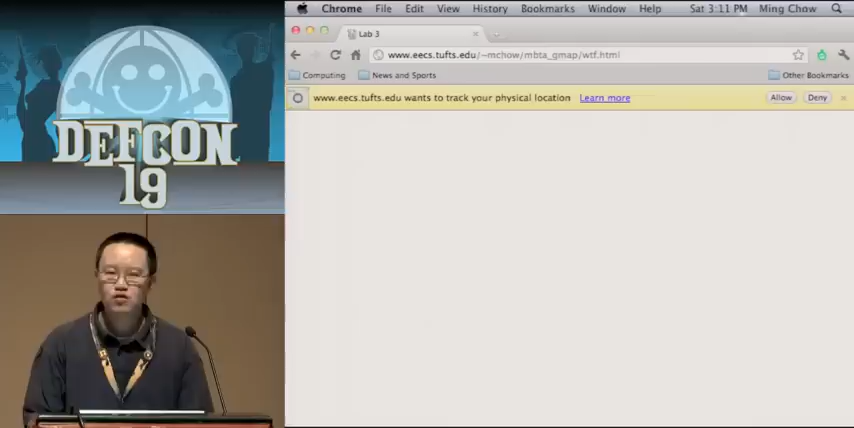 DEFCON
19
Chrome File Edit View History Bookmarks Window Help Sat 3:11 PM Ming Chow
Lab 3
www.eecs.tufts.edu/~mchow/mbta_gmap/wtf.html
Computing News and Sports Other Bookmarks
www.eecs.tufts.edu wants to track your physical location Learn more Allow Deny